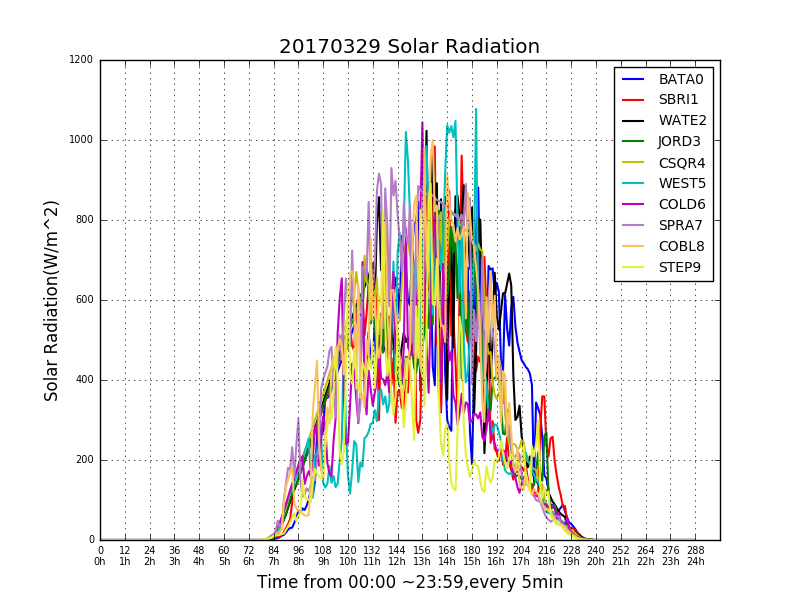 20170329 Solar Radiation
1200
1000
800
600
400
200
0
Solar Radiation(W/m^2)
BATA0
SBRI1
WATE2
JORD3
CSQR4
WEST5
COLD6
SPRA7
COBL8
STEP9
0 12 24 36 48 60 72 84 96 108 120 132 144 156 168 180 192 204 216 228 240 252 264 276 288
0h 1h 2h 3h 4h 5h 6h 7h 8h 9h 10h 11h 12h 13h 14h 15h 16h 17h 18h 19h 20h 21h 22h 23h 24h
Time from 00:00 ~23:59,every 5min